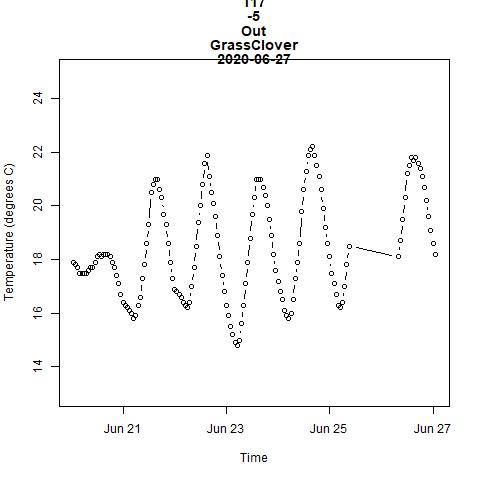 117
-5
Out
GrassClover
2020-06-27
Temperature (degrees C)
24
22
20
18
16
14
Jun 21
Jun 23
Jun 25
Jun 27
Time